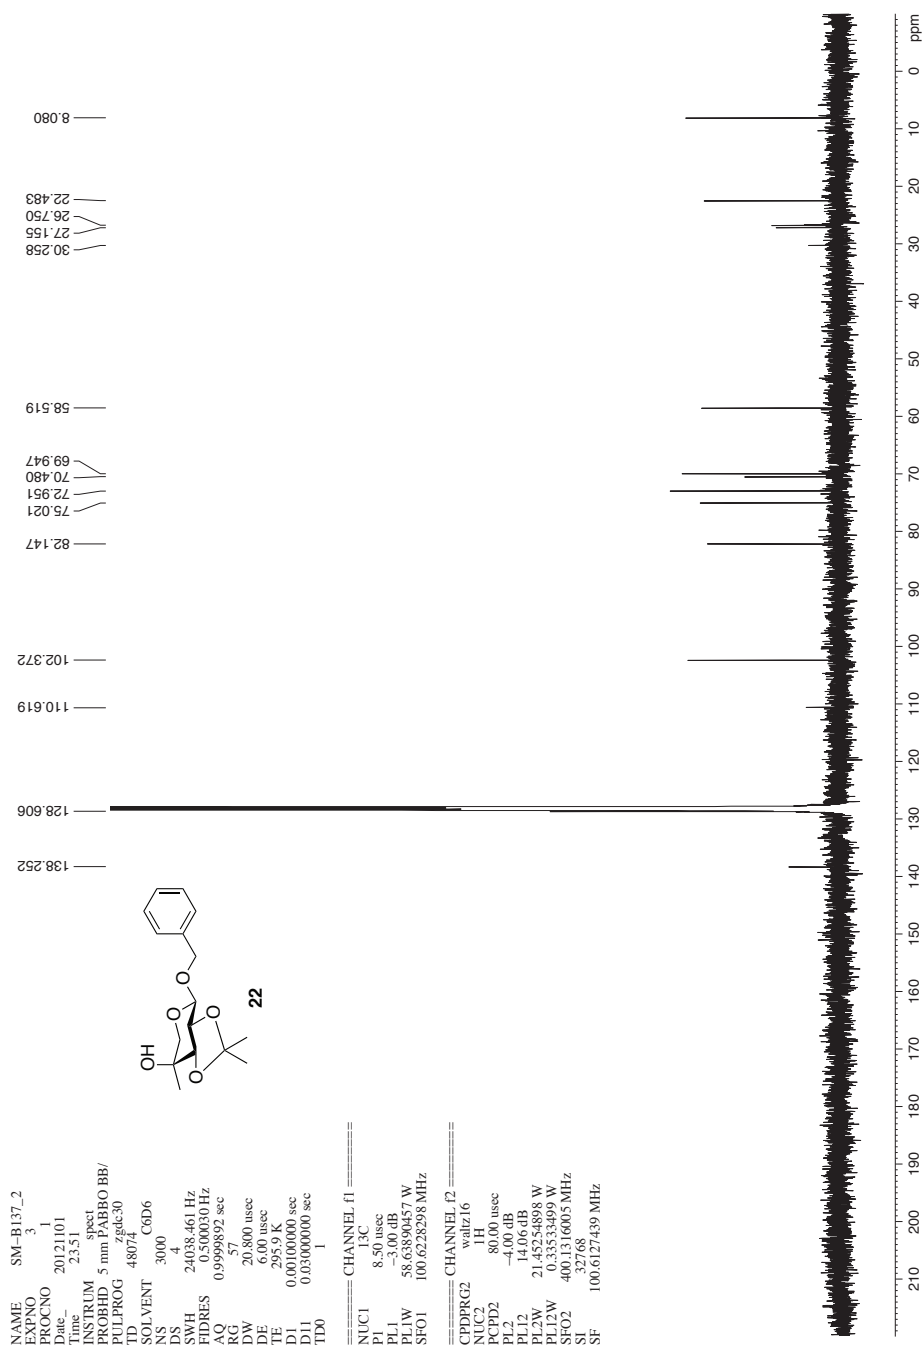 NAME SM-B137_2
EXPNO 3
PROCNO 1
Date_ 20121101
Time 23.51
INSTRUM spect
PROBHD 5 mm PABBO BB/
PULPROG zgdc30
TD 48074
SOLVENT C6D6
NS 3000
DS 4
SWH 24038.461 Hz
FIDRES 0.500030 Hz
AQ 0.9999892 sec
RG 57
DW 20.800 usec
DE 6.00 usec
TE 295.9 K
D1 0.00100000 sec
D11 0.03000000 sec
TD0 1
======== CHANNEL f1 ========
NUC1 13C
P1 8.50 usec
PL1 -3.00 dB
PL1W 58.63890457 W
SFO1 100.6228298 MHz
======== CHANNEL f2 ========
CPDPRG2 waltz16
NUC2 1H
PCPD2 80.00 usec
PL2 -4.00 dB
PL12 14.06 dB
PL2W 21.45254898 W
PL12W 0.33533499 W
SFO2 400.1316005 MHz
SI 32768
SF 100.6127439 MHz
138.252
128.606
110.619
102.372
82.147
75.021
72.951
70.480
69.947
58.519
30.258
27.155
26.750
22.483
8.080
OH
O
O
O
O
22
210 200 190 180 170 160 150 140 130 120 110 100 90 80 70 60 50 40 30 20 10 0 ppm